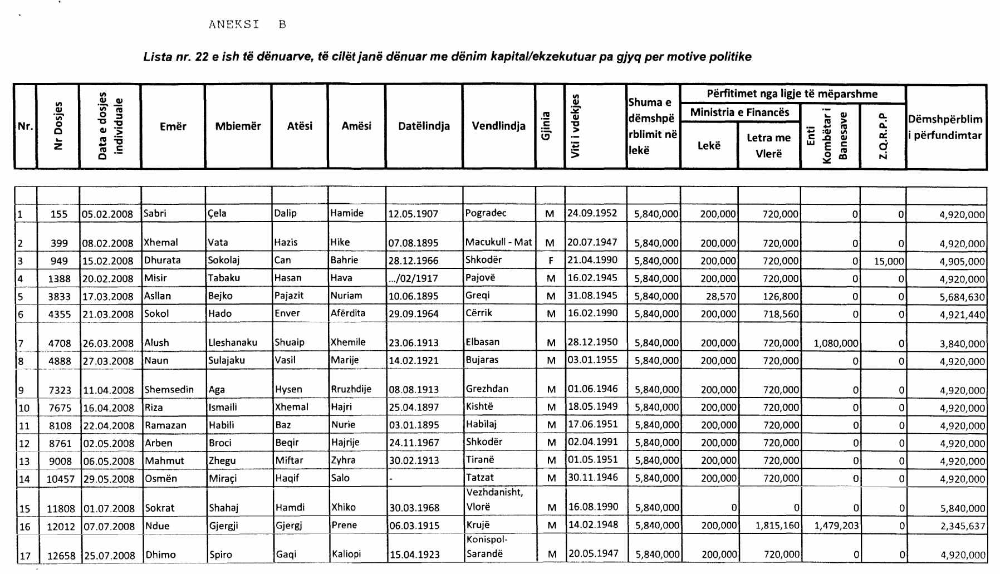 ANEKSI B
Lista nr. 22 e ish të dënuarve, të cilët janë dënuar me dënim kapital/ekzekutuar pa gjyq per motive politike
Nr. Nr Dosjes Data e dosjes individuale Emër Mbiemër Atësi Amësi Datëlindja Vendlindja Gjinia Viti i vdekjes Shuma e dëmshpërblimit në lekë Përfitimet nga ligje të mëparshme Ministria e Financës Lekë Letra me Vlerë Enti Kombëtar i Banesave Z.Q.R.P.P Dëmshpërblim i përfundimtar
1 155 05.02.2008 Sabri Çela Dalip Hamide 12.05.1907 Pogradec M 24.09.1952 5,840,000 200,000 720,000 0 0 4,920,000
2 399 08.02.2008 Xhemal Vata Hazis Hike 07.08.1895 Macukull - Mat M 20.07.1947 5,840,000 200,000 720,000 0 0 4,920,000
3 949 15.02.2008 Dhurata Sokolaj Can Bahrie 28.12.1966 Shkodër F 21.04.1990 5,840,000 200,000 720,000 0 15,000 4,905,000
4 1388 20.02.2008 Misir Tabaku Hasan Hava .../02/1917 Pajovë M 16.02.1945 5,840,000 200,000 720,000 0 0 4,920,000
5 3833 17.03.2008 Asllan Bejko Pajazit Nuriam 10.06.1895 Greqi M 31.08.1945 5,840,000 28,570 126,800 0 0 5,684,630
6 4355 21.03.2008 Sokol Hado Enver Afërdita 29.09.1964 Cërrik M 16.02.1990 5,840,000 200,000 718,560 0 0 4,921,440
7 4708 26.03.2008 Alush Lleshanaku Shuaip Xhemile 23.06.1913 Elbasan M 28.12.1950 5,840,000 200,000 720,000 1,080,000 0 3,840,000
8 4888 27.03.2008 Naun Sulajaku Vasil Marije 14.02.1921 Bujaras M 03.01.1955 5,840,000 200,000 720,000 0 0 4,920,000
9 7323 11.04.2008 Shemsedin Aga Hysen Rruzhdije 08.08.1913 Grezhdan M 01.06.1946 5,840,000 200,000 720,000 0 0 4,920,000
10 7675 16.04.2008 Riza Ismaili Xhemal Hajri 25.04.1897 Kishtë M 18.05.1949 5,840,000 200,000 720,000 0 0 4,920,000
11 8108 22.04.2008 Ramazan Habili Baz Nurie 03.01.1895 Habilaj M 17.06.1951 5,840,000 200,000 720,000 0 0 4,920,000
12 8761 02.05.2008 Arben Broci Beqir Hajrije 24.11.1967 Shkodër M 02.04.1991 5,840,000 200,000 720,000 0 0 4,920,000
13 9008 06.05.2008 Mahmut Zhegu Miftar Zyhra 30.02.1913 Tiranë M 01.05.1951 5,840,000 200,000 720,000 0 0 4,920,000
14 10457 29.05.2008 Osmën Miraçi Haqif Salo - Tatzat M 30.11.1946 5,840,000 200,000 720,000 0 0 4,920,000
15 11808 01.07.2008 Sokrat Shahaj Hamdi Xhiko 30.03.1968 Vezhdanisht, Vlorë M 16.08.1990 5,840,000 0 0 0 0 5,840,000
16 12012 07.07.2008 Ndue Gjergji Gjergj Prene 06.03.1915 Krujë M 14.02.1948 5,840,000 200,000 1,815,160 1,479,203 0 2,345,637
17 12658 25.07.2008 Dhimo Spiro Gaqi Kaliopi 15.04.1923 Konispol-Sarandë M 20.05.1947 5,840,000 200,000 720,000 0 0 4,920,000